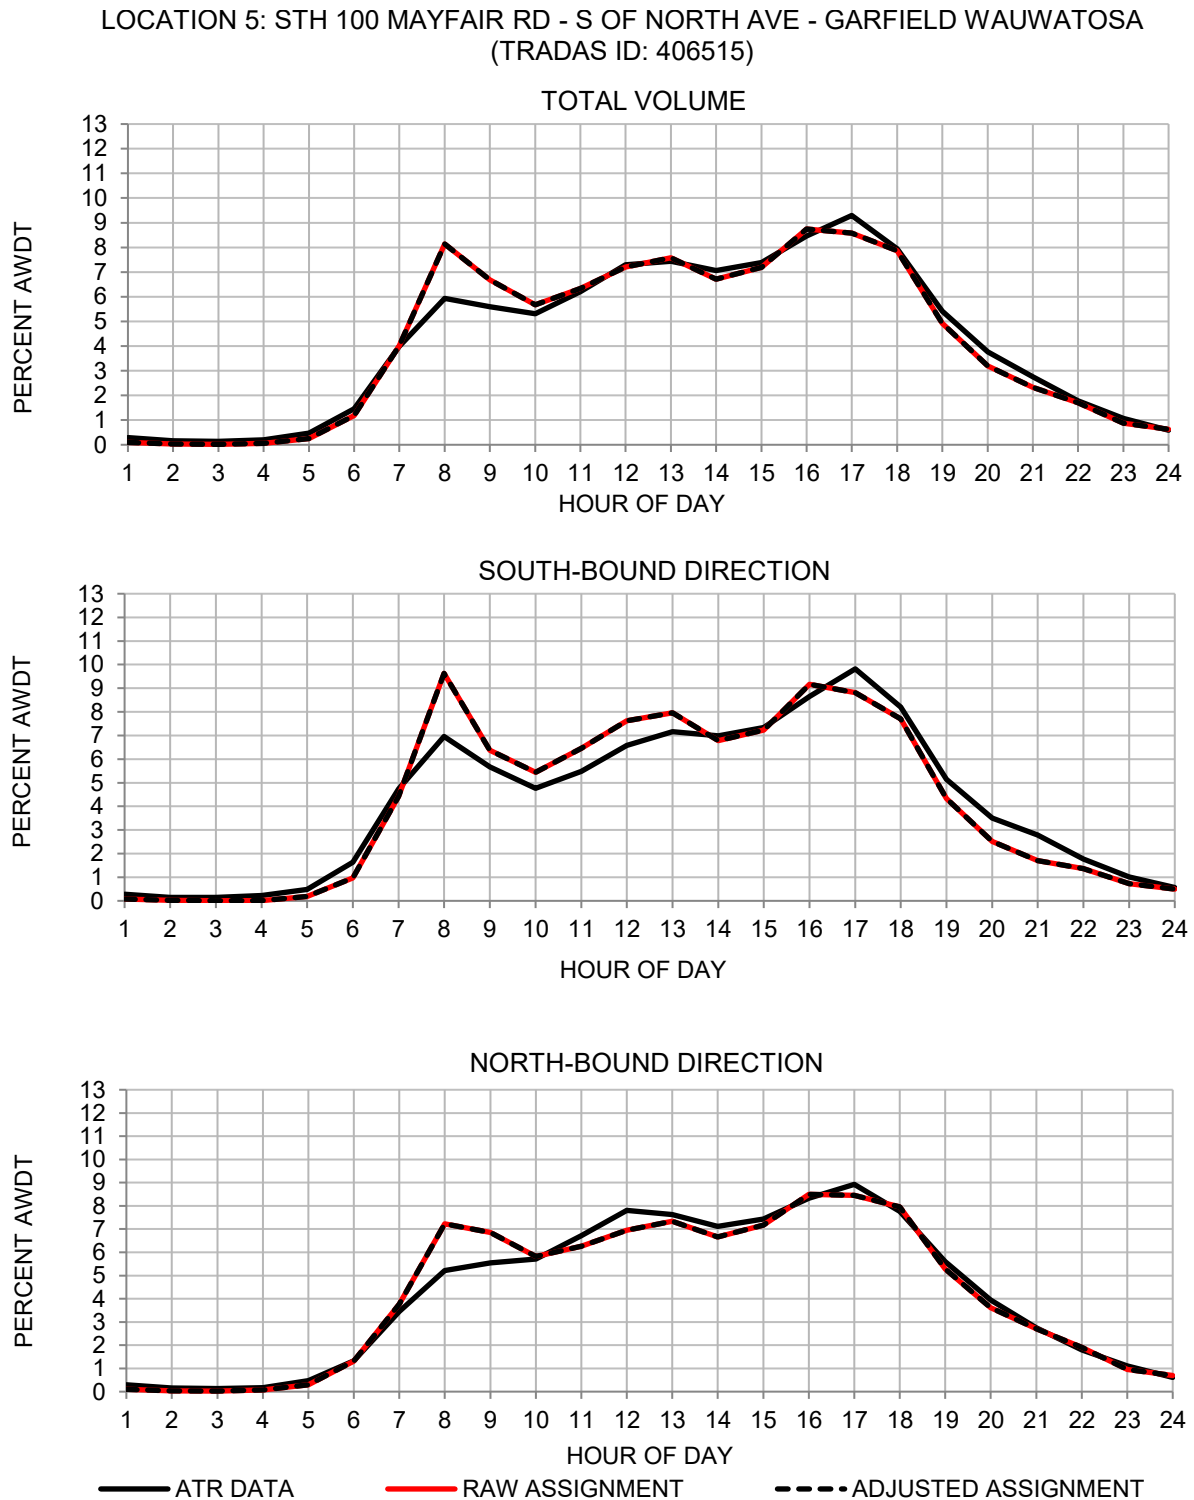 LOCATION 5: STH 100 MAYFAIR RD - S OF NORTH AVE - GARFIELD WAUWATOSA
(TRADAS ID: 406515)
TOTAL VOLUME
PERCENT AWDT
13
12
11
10
9
8
7
6
5
4
3
2
1
0
1 2 3 4 5 6 7 8 9 10 11 12 13 14 15 16 17 18 19 20 21 22 23 24
HOUR OF DAY
SOUTH-BOUND DIRECTION
PERCENT AWDT
13
12
11
10
9
8
7
6
5
4
3
2
1
0
1 2 3 4 5 6 7 8 9 10 11 12 13 14 15 16 17 18 19 20 21 22 23 24
HOUR OF DAY
NORTH-BOUND DIRECTION
PERCENT AWDT
13
12
11
10
9
8
7
6
5
4
3
2
1
0
1 2 3 4 5 6 7 8 9 10 11 12 13 14 15 16 17 18 19 20 21 22 23 24
HOUR OF DAY
ATR DATA RAW ASSIGNMENT ADJUSTED ASSIGNMENT